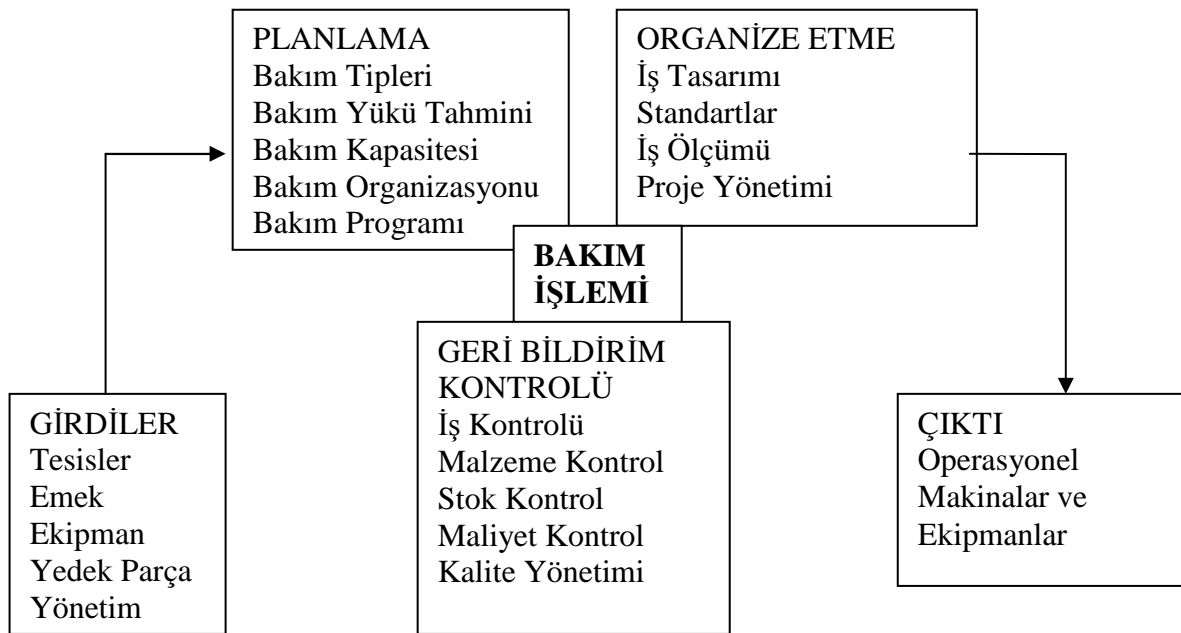 PLANLAMA
Bakım Tipleri
Bakım Yükü Tahmini
Bakım Kapasitesi
Bakım Organizasyonu
Bakım Programı
ORGANİZE ETME
İş Tasarımı
Standartlar
İş Ölçümü
Proje Yönetimi
BAKIM
İŞLEMİ
GERİ BİLDİRİM
KONTROLÜ
İş Kontrolü
Malzeme Kontrol
Stok Kontrol
Maliyet Kontrol
Kalite Yönetimi
GİRDİLER
Tesisler
Emek
Ekipman
Yedek Parça
Yönetim
ÇIKTI
Operasyonel
Makinalar ve
Ekipmanlar